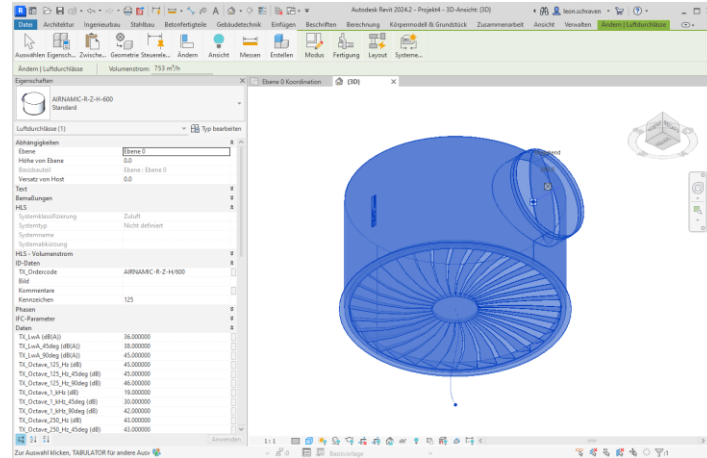 Autodesk Revit 2024.2 - Projekt4 - 3D-Ansicht: {3D}
leon.schraven
Datei Architektur Ingenieurbau Stahlbau Betonfertigteile Gebäudetechnik Einfügen Beschriften Berechnung Körpermodell & Grundstück Zusammenarbeit Ansicht Verwalten Ändern | Luftdurchlässe
Auswählen Eigensch... Zwische... Geometrie Steuerele... Ändern Ansicht Messen Erstellen Modus Fertigung Layout Systeme...
Ändern | Luftdurchlässe Volumenstrom: 753 m³/h
Eigenschaften
Ebene 0 Koordination
{3D}
AIRNAMIC-R-Z-H-600
Standard
Luftdurchlässe (1) Typ bearbeiten
Abhängigkeiten
Ebene Ebene 0
Höhe von Ebene 0.0
Basisbauteil Ebene : Ebene 0
Versatz von Host 0.0
Text
Bemaßungen
HLS
Systemklassifizierung Zuluft
Systemtyp Nicht definiert
Systemname
Systemabkürzung
HLS - Volumenstrom
ID-Daten
TX_Ordercode AIRNAMIC-R-Z-H/600
Bild
Kommentare
Kennzeichen 125
Phasen
IFC-Parameter
Daten
TX_LwA (dB(A)) 36.000000
TX_LwA_45deg (dB(A)) 38.000000
TX_LwA_90deg (dB(A)) 45.000000
TX_Octave_125_Hz (dB) 45.000000
TX_Octave_125_Hz_45deg (dB) 45.000000
TX_Octave_125_Hz_90deg (dB) 46.000000
TX_Octave_1_kHz (dB) 19.000000
TX_Octave_1_kHz_45deg (dB) 30.000000
TX_Octave_1_kHz_90deg (dB) 42.000000
TX_Octave_250_Hz (dB) 43.000000
TX_Octave_250_Hz_45deg (dB) 43.000000
Anwenden
1:1
Zur Auswahl klicken, TABULATOR für andere Ausw
:0
Basisvorlage
:1